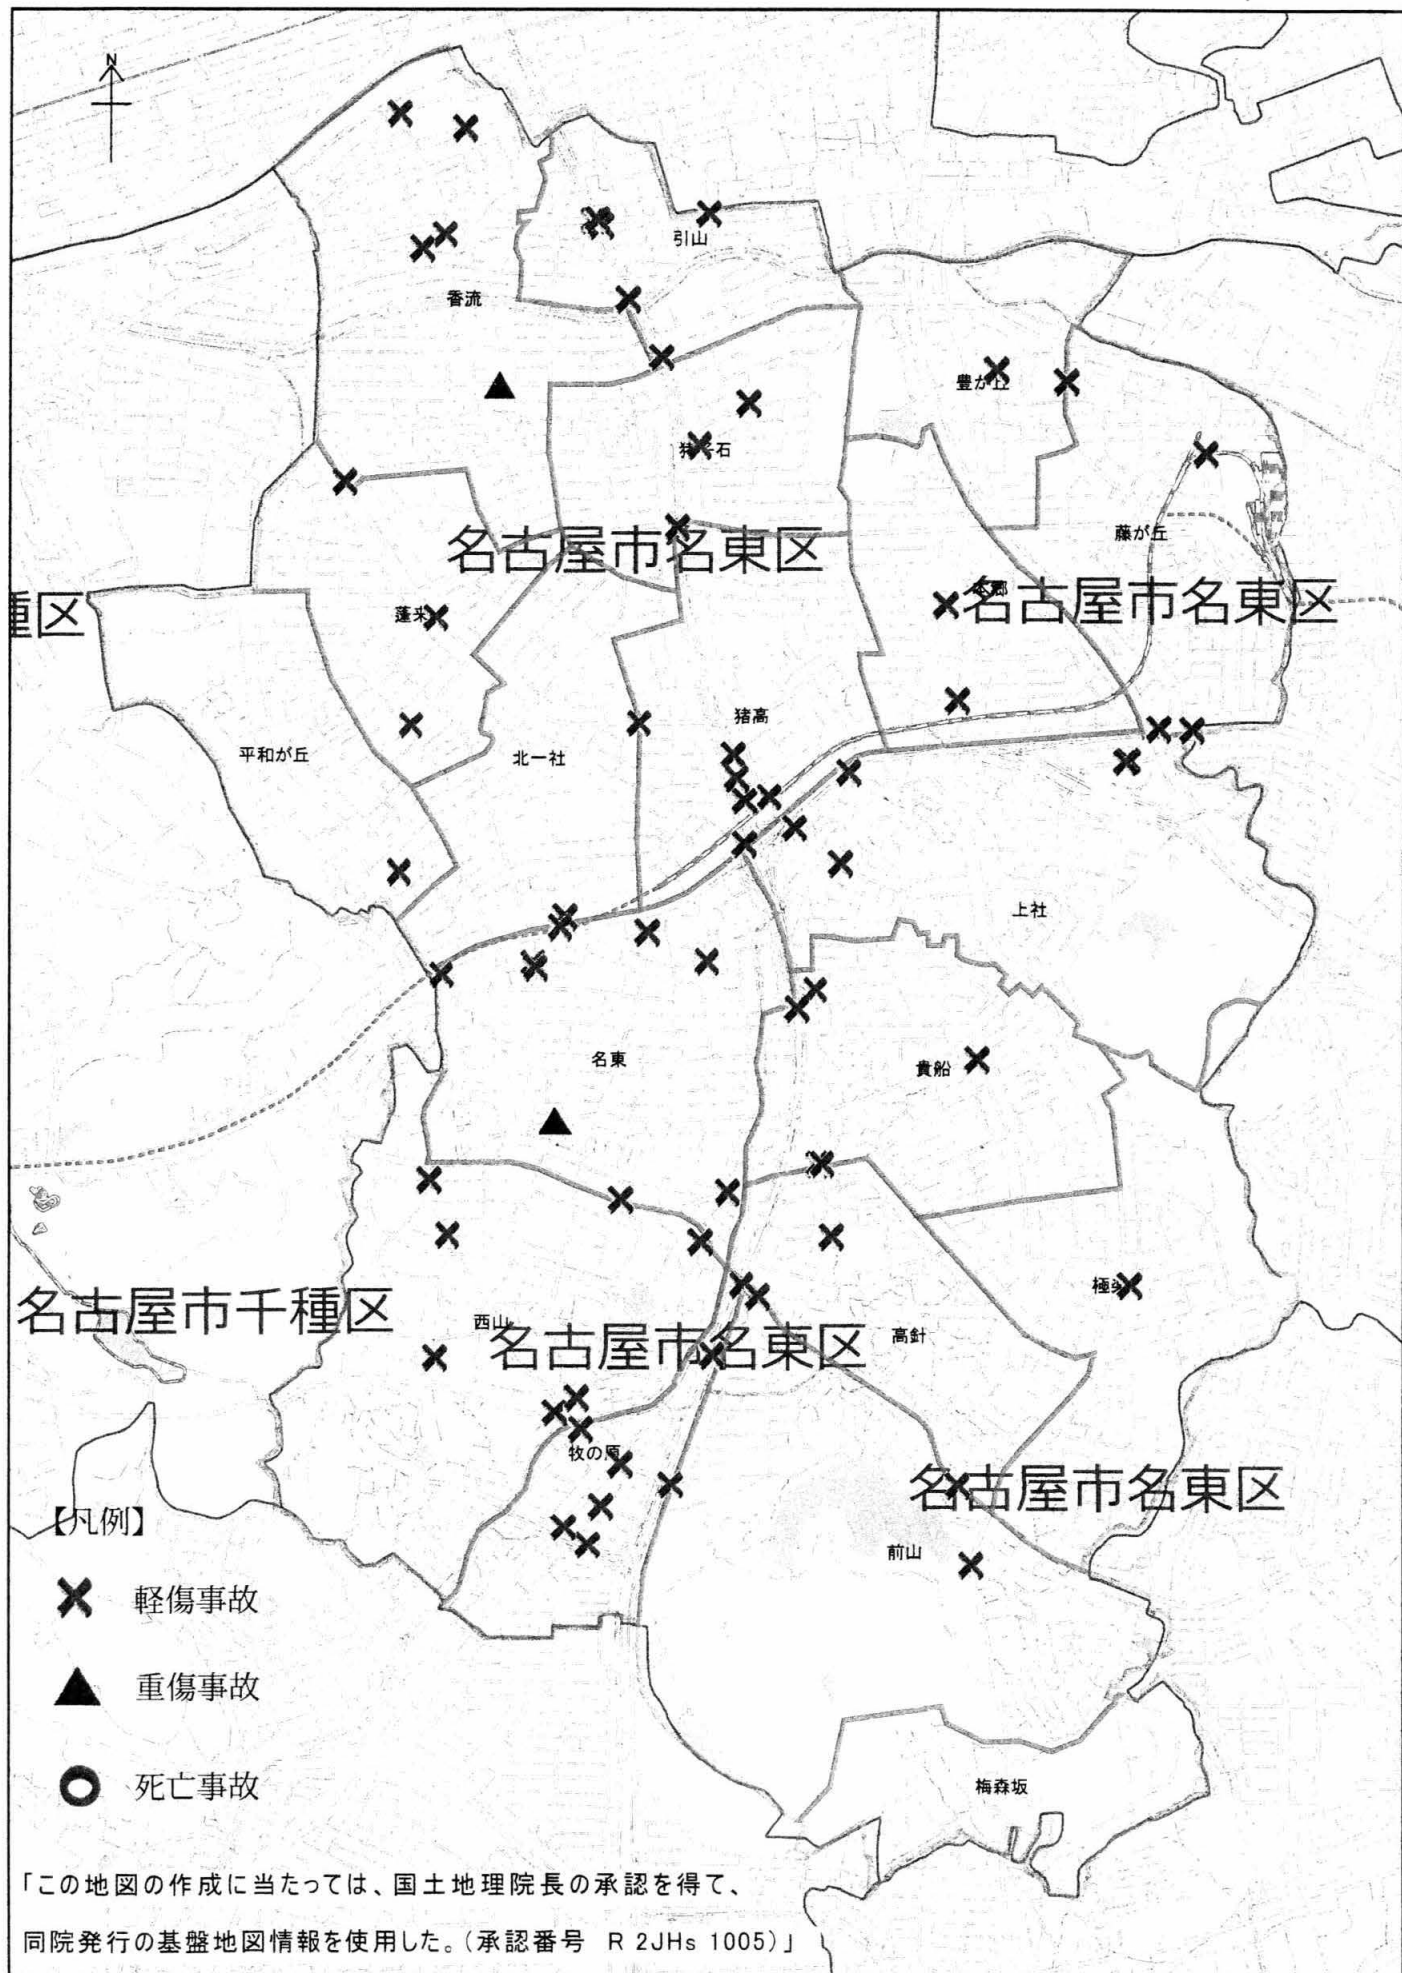 N
引山
香流
豊が丘
藤が丘
名古屋市名東区
名古屋市名東区
種区
蓬来
猪高
平和が丘
北一社
上社
名東
貴船
名古屋市千種区
西山
名古屋市名東区
高針
牧の原
名古屋市名東区
【凡例】
前山
軽傷事故
重傷事故
死亡事故
梅森坂
「この地図の作成に当たっては、国土地理院長の承認を得て、
同院発行の基盤地図情報を使用した。(承認番号 R 2JHs 1005)」